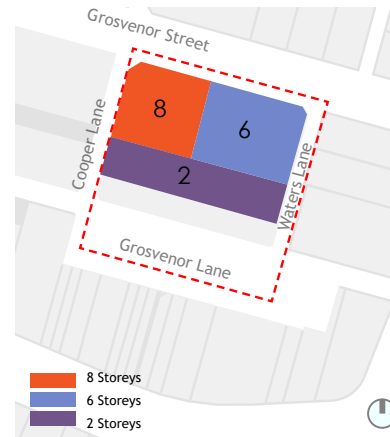 Grosvenor Street
8
6
Cooper Lane
2
Waters Lane
Grosvenor Lane
8 Storeys
6 Storeys
2 Storeys